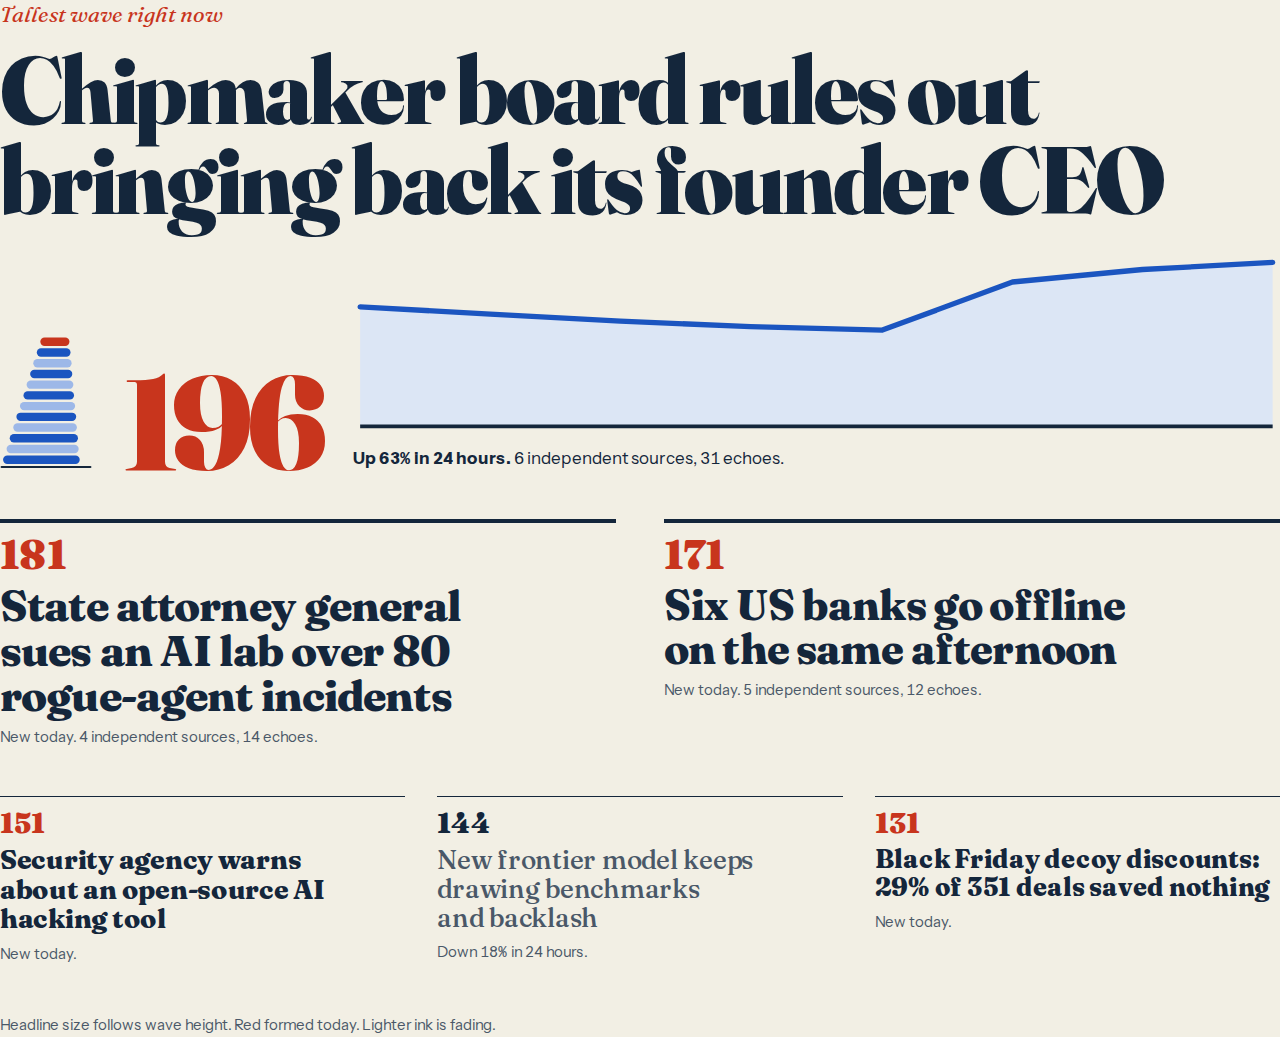 Tallest wave right now
Chipmaker board rules out
bringing back its founder CEO
196
Up 63% in 24 hours. 6 independent sources, 31 echoes.
181
State attorney general
sues an AI lab over 80
rogue-agent incidents
New today. 4 independent sources, 14 echoes.
171
Six US banks go offline
on the same afternoon
New today. 5 independent sources, 12 echoes.
151
Security agency warns
about an open-source AI
hacking tool
New today.
144
New frontier model keeps
drawing benchmarks
and backlash
Down 18% in 24 hours.
131
Black Friday decoy discounts:
29% of 351 deals saved nothing
New today.
Headline size follows wave height. Red formed today. Lighter ink is fading.